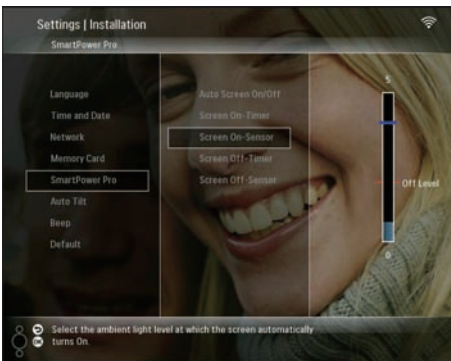 Settings | Installation
SmartPower Pro
Language
Time and Date
Network
Memory Card
SmartPower Pro
Auto Tilt
Beep
Default
Auto Screen On/Off
Screen On-Timer
Screen On-Sensor
Screen Off-Timer
Screen Off-Sensor
5
Off Level
0
Select the ambient light level at which the screen automatically
OK turns On.